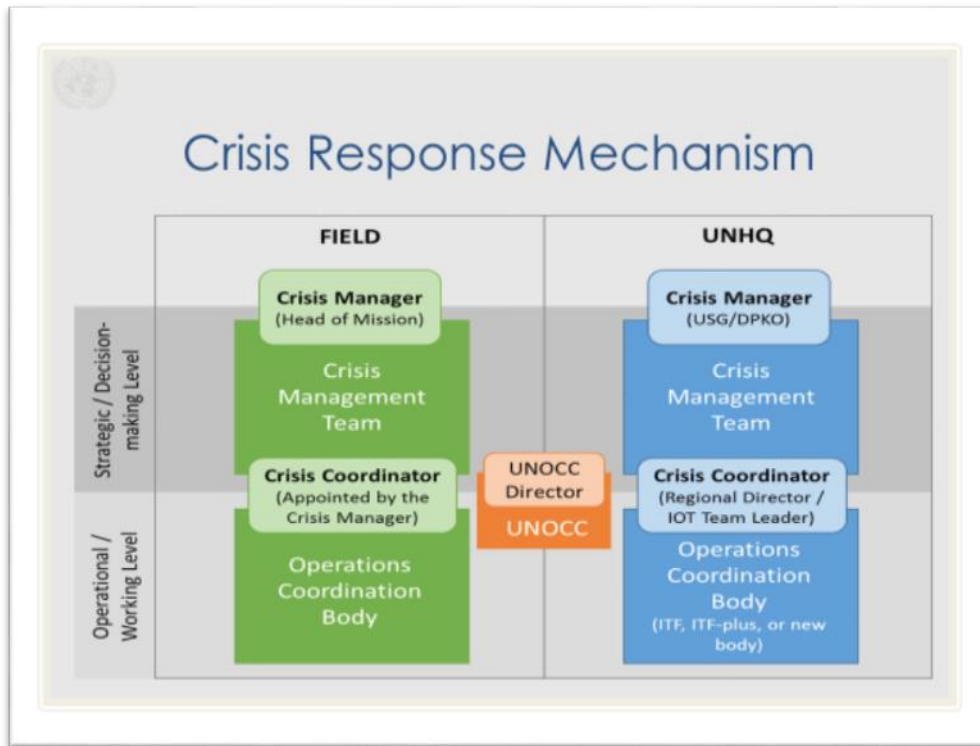 Crisis Response Mechanism
FIELD
UNHQ
Strategic / Decision-
making Level
Crisis Manager
(Head of Mission)
Crisis
Management
Team
Crisis Manager
(USG/DPKO)
Crisis
Management
Team
Crisis Coordinator
(Appointed by the
Crisis Manager)
UNOCC
Director
UNOCC
Crisis Coordinator
(Regional Director /
IOT Team Leader)
Operational /
Working Level
Operations
Coordination
Body
Operations
Coordination
Body
(ITF, ITF-plus, or new
body)